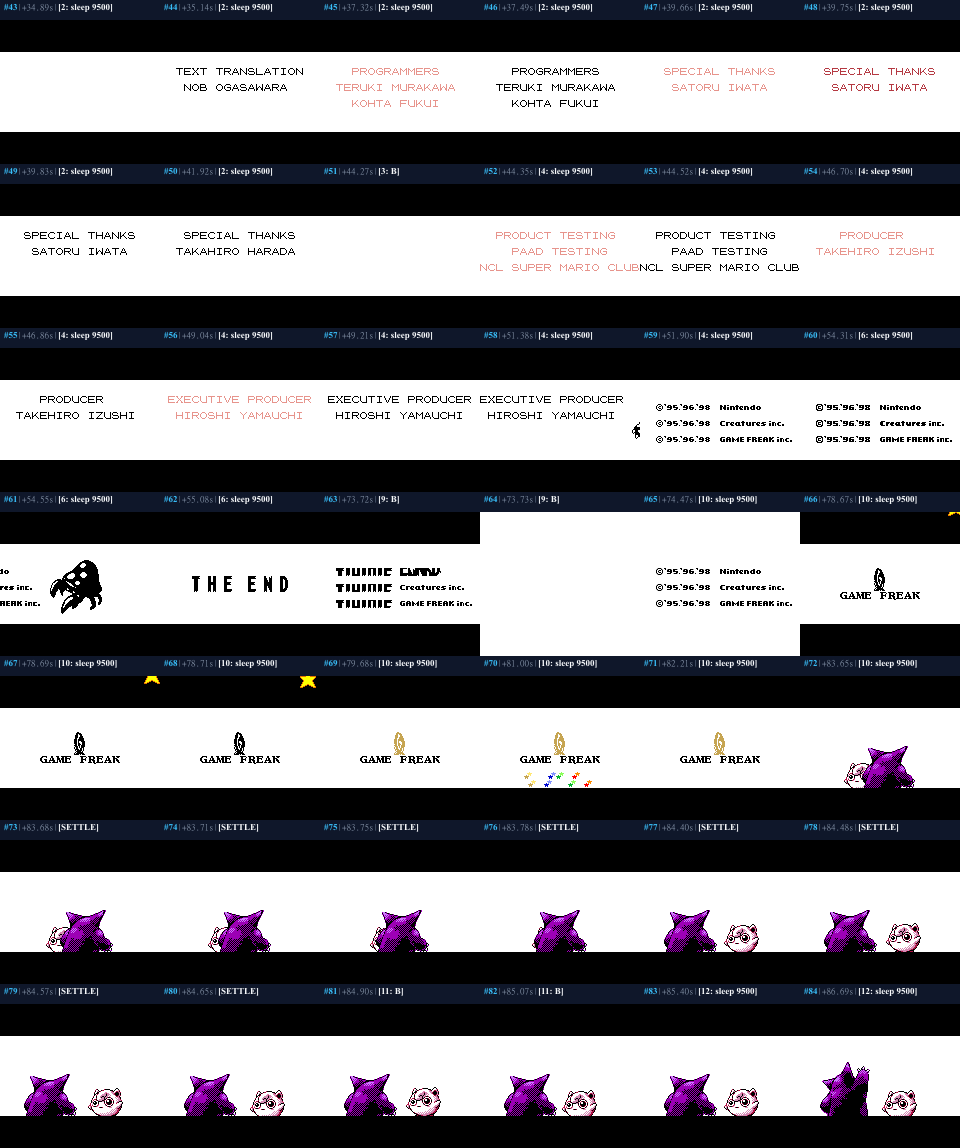 #43|+34.89s| [2: sleep 9500]
#44|+35.14s| [2: sleep 9500]
#45|+37.32s| [2: sleep 9500]
#46|+37.49s| [2: sleep 9500]
#47|+39.66s| [2: sleep 9500]
#48|+39.75s| [2: sleep 9500]
TEXT TRANSLATION
NOB OGASAWARA
PROGRAMMERS
TERUKI MURAKAWA
KOHTA FUKUI
PROGRAMMERS
TERUKI MURAKAWA
KOHTA FUKUI
SPECIAL THANKS
SATORU IWATA
SPECIAL THANKS
SATORU IWATA
#49|+39.83s| [2: sleep 9500]
#50|+41.92s| [2: sleep 9500]
#51|+44.27s| [3: B]
#52|+44.35s| [4: sleep 9500]
#53|+44.52s| [4: sleep 9500]
#54|+46.70s| [4: sleep 9500]
SPECIAL THANKS
SATORU IWATA
SPECIAL THANKS
TAKAHIRO HARADA
PRODUCT TESTING
PAAD TESTING
NCL SUPER MARIO CLUB
PRODUCT TESTING
PAAD TESTING
NCL SUPER MARIO CLUB
PRODUCER
TAKEHIRO IZUSHI
#55|+46.86s| [4: sleep 9500]
#56|+49.04s| [4: sleep 9500]
#57|+49.21s| [4: sleep 9500]
#58|+51.38s| [4: sleep 9500]
#59|+51.90s| [4: sleep 9500]
#60|+54.31s| [6: sleep 9500]
PRODUCER
TAKEHIRO IZUSHI
EXECUTIVE PRODUCER
HIROSHI YAMAUCHI
EXECUTIVE PRODUCER
HIROSHI YAMAUCHI
EXECUTIVE PRODUCER
HIROSHI YAMAUCHI
©'95.'96.'98 Nintendo
©'95.'96.'98 Creatures inc.
©'95.'96.'98 GAME FREAK inc.
©'95.'96.'98 Nintendo
©'95.'96.'98 Creatures inc.
©'95.'96.'98 GAME FREAK inc.
#61|+54.55s| [6: sleep 9500]
#62|+55.08s| [6: sleep 9500]
#63|+73.72s| [9: B]
#64|+73.73s| [9: B]
#65|+74.47s| [10: sleep 9500]
#66|+78.67s| [10: sleep 9500]
do
res inc.
FREAK inc.
THE END
Creatures inc.
GAME FREAK inc.
©'95.'96.'98 Nintendo
©'95.'96.'98 Creatures inc.
©'95.'96.'98 GAME FREAK inc.
GAME FREAK
#67|+78.69s| [10: sleep 9500]
#68|+78.71s| [10: sleep 9500]
#69|+79.68s| [10: sleep 9500]
#70|+81.00s| [10: sleep 9500]
#71|+82.21s| [10: sleep 9500]
#72|+83.65s| [10: sleep 9500]
GAME FREAK
GAME FREAK
GAME FREAK
GAME FREAK
GAME FREAK
#73|+83.68s| [SETTLE]
#74|+83.71s| [SETTLE]
#75|+83.75s| [SETTLE]
#76|+83.78s| [SETTLE]
#77|+84.40s| [SETTLE]
#78|+84.48s| [SETTLE]
#79|+84.57s| [SETTLE]
#80|+84.65s| [SETTLE]
#81|+84.90s| [11: B]
#82|+85.07s| [11: B]
#83|+85.40s| [12: sleep 9500]
#84|+86.69s| [12: sleep 9500]